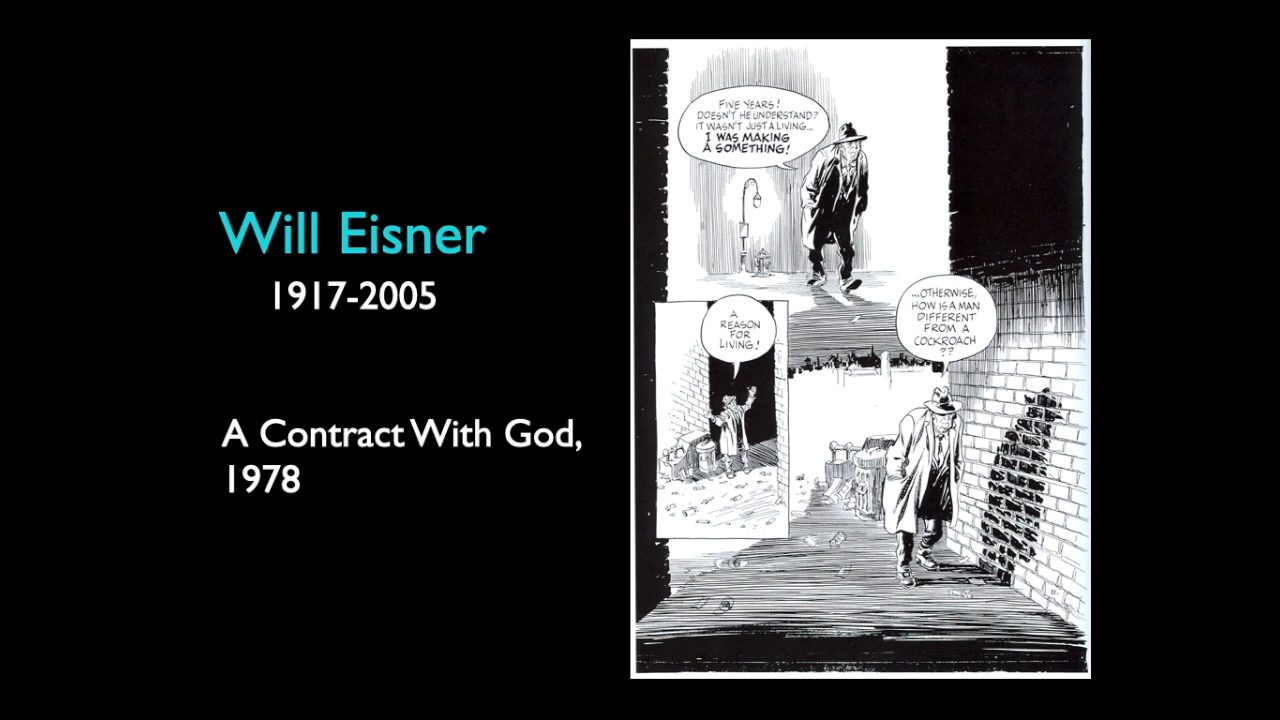 Will Eisner
1917-2005
A Contract With God,
1978
FIVE YEARS!
DOESN'T HE UNDERSTAND?
IT WASN'T JUST A LIVING...
I WAS MAKING
A SOMETHING!
A
REASON
FOR
LIVING!
...OTHERWISE,
HOW IS A MAN
DIFFERENT
FROM A
COCKROACH
??